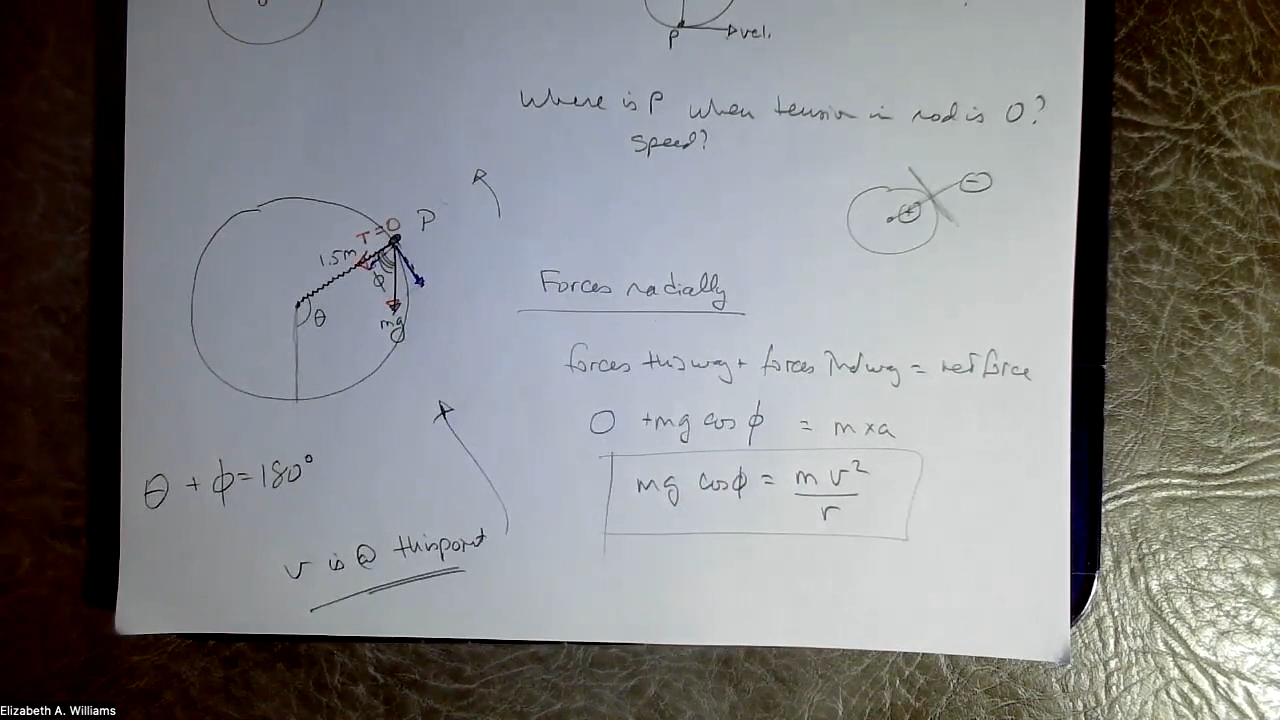 P
vel.
Where is P when tension in rod is 0?
speed?
P
T = 0
1.5m
φ
θ
mg
+
−
Forces radially
forces this way + forces that way = net force
0 + mg cos φ = m x a
mg cos φ = m v² / r
θ + φ = 180°
v is @ this point
Elizabeth A. Williams